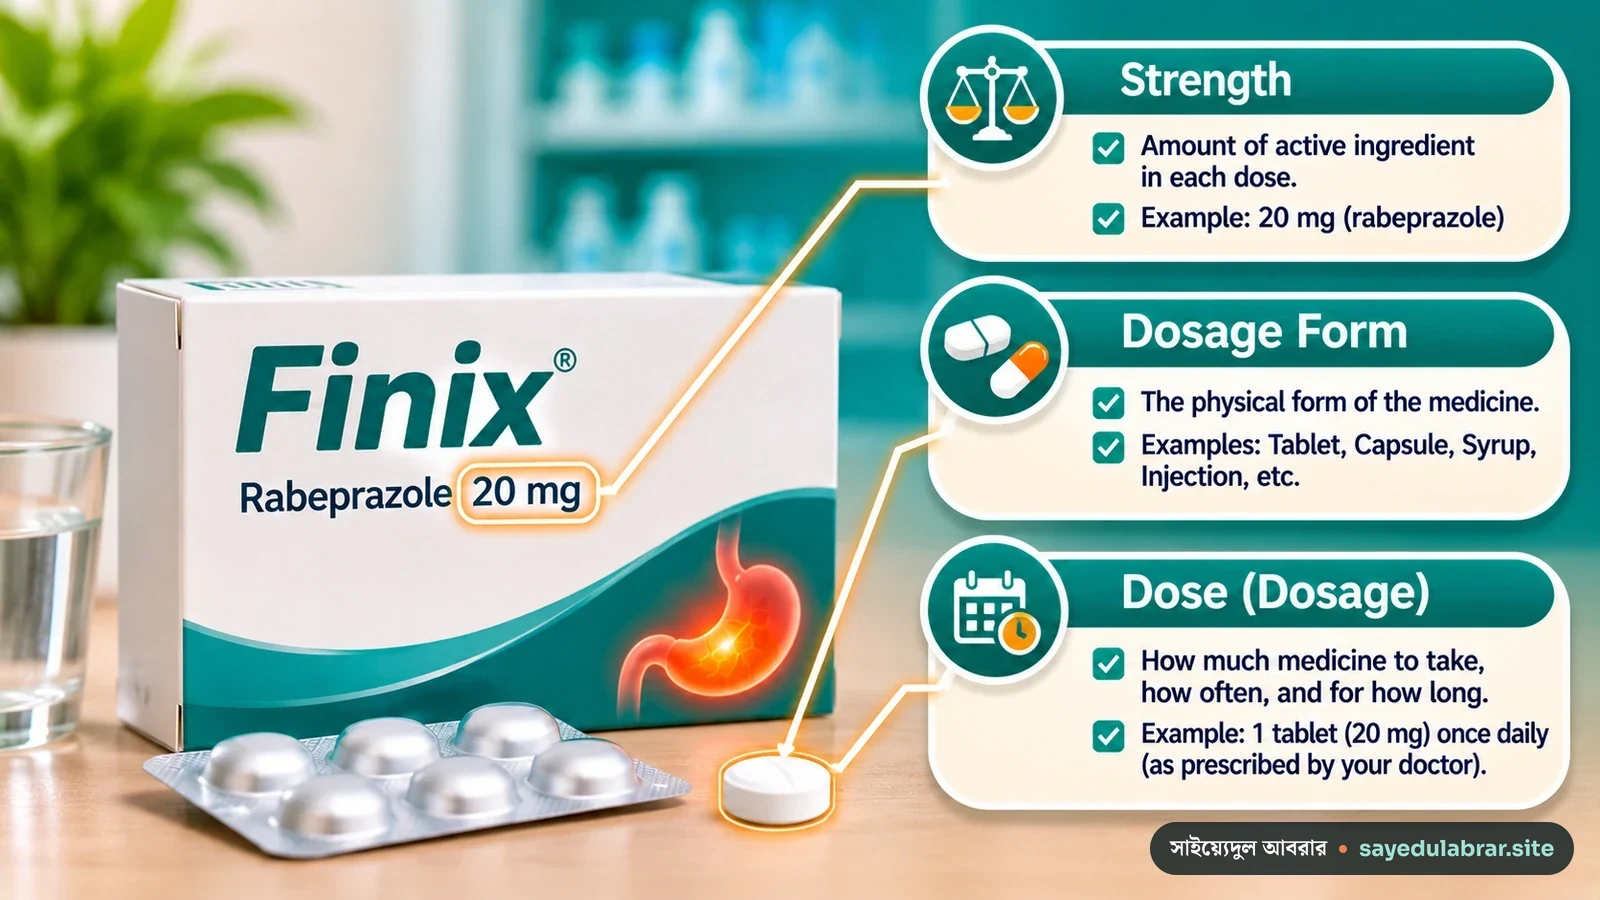 Finix®
Rabeprazole 20 mg
Strength
Amount of active ingredient
in each dose.
Example: 20 mg (rabeprazole)
Dosage Form
The physical form of the medicine.
Examples: Tablet, Capsule, Syrup,
Injection, etc.
Dose (Dosage)
How much medicine to take,
how often, and for how long.
Example: 1 tablet (20 mg) once daily
(as prescribed by your doctor).
সাইয়্যেদুল আবরার • sayedulabrar.site